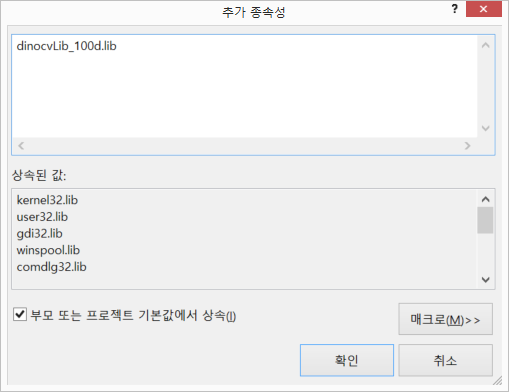 추가 종속성
?
dinocvLib_100d.lib
상속된 값:
kernel32.lib
user32.lib
gdi32.lib
winspool.lib
comdlg32.lib
부모 또는 프로젝트 기본값에서 상속(I)
매크로(M)>>
확인
취소